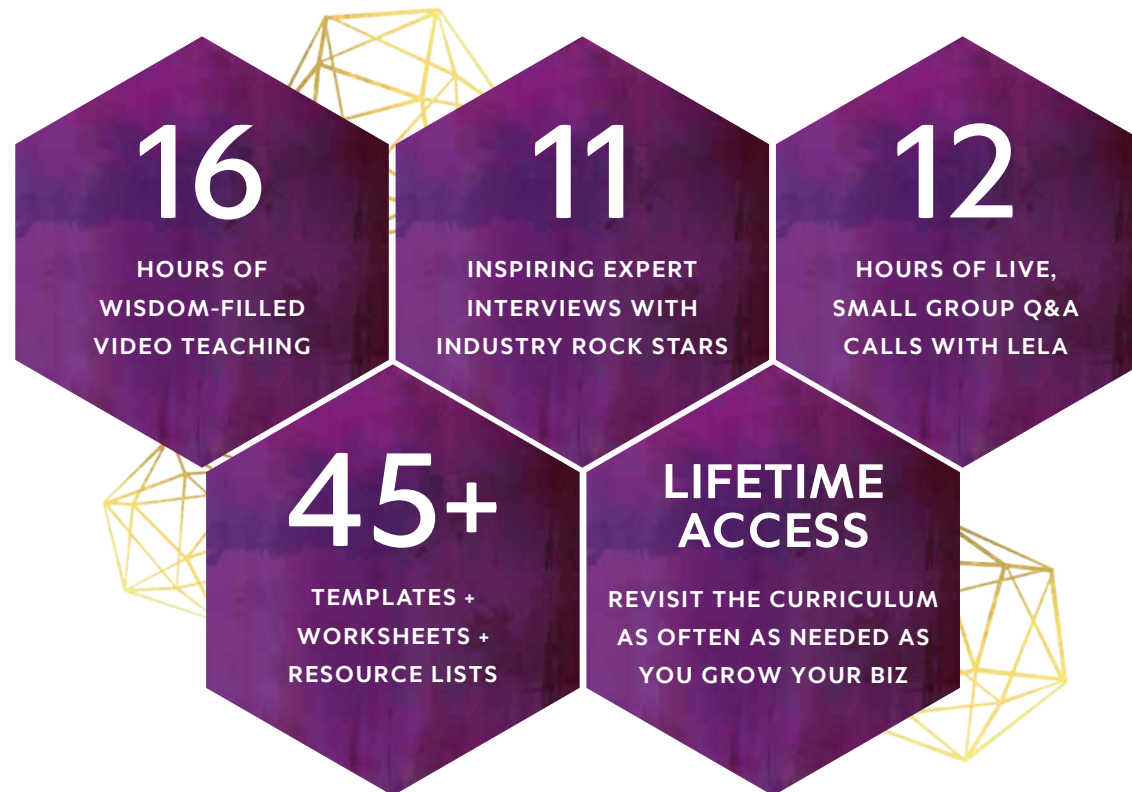 16
HOURS OF
WISDOM-FILLED
VIDEO TEACHING
11
INSPIRING EXPERT
INTERVIEWS WITH
INDUSTRY ROCK STARS
12
HOURS OF LIVE,
SMALL GROUP Q&A
CALLS WITH LELA
45+
TEMPLATES +
WORKSHEETS +
RESOURCE LISTS
LIFETIME
ACCESS
REVISIT THE CURRICULUM
AS OFTEN AS NEEDED AS
YOU GROW YOUR BIZ